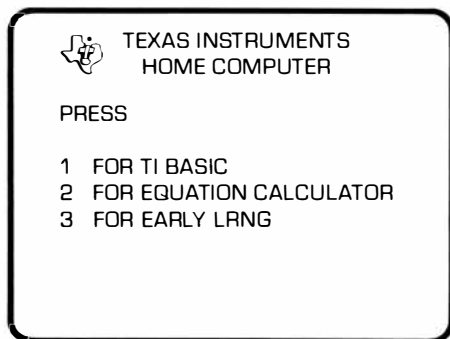 TEXAS INSTRUMENTS
HOME COMPUTER
PRESS
1 FOR TI BASIC
2 FOR EQUATION CALCULATOR
3 FOR EARLY LRNG